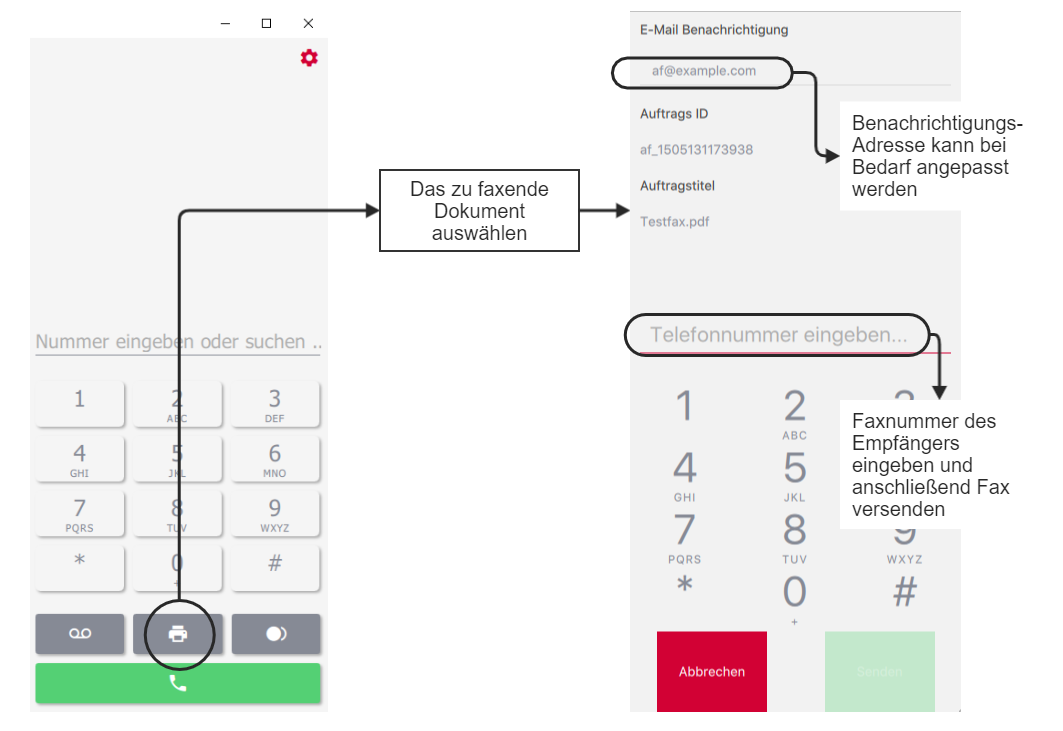 Nummer eingeben oder suchen ..
1
2
ABC
3
DEF
4
GHI
5
JKL
6
MNO
7
PQRS
8
TUV
9
WXYZ
*
0
+
#
Das zu faxende
Dokument
auswählen
E-Mail Benachrichtigung
af@example.com
Auftrags ID
af_1505131173938
Auftragstitel
Testfax.pdf
Benachrichtigungs-
Adresse kann bei
Bedarf angepasst
werden
Telefonnummer eingeben...
1
2
ABC
3
4
GHI
5
JKL
7
PQRS
8
TUV
9
WXYZ
*
0
+
#
Faxnummer des
Empfängers
eingeben und
anschließend Fax
versenden
Abbrechen
Senden